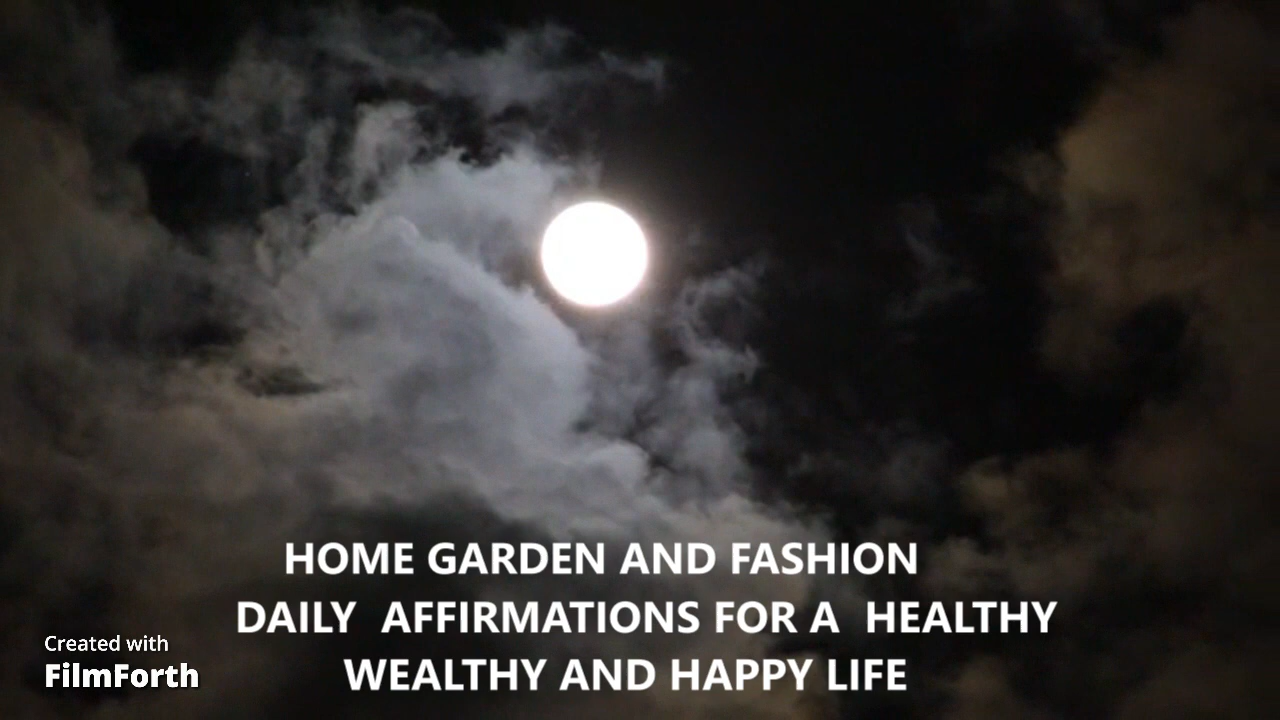 HOME GARDEN AND FASHION
DAILY AFFIRMATIONS FOR A HEALTHY
Created with
FilmForth
WEALTHY AND HAPPY LIFE